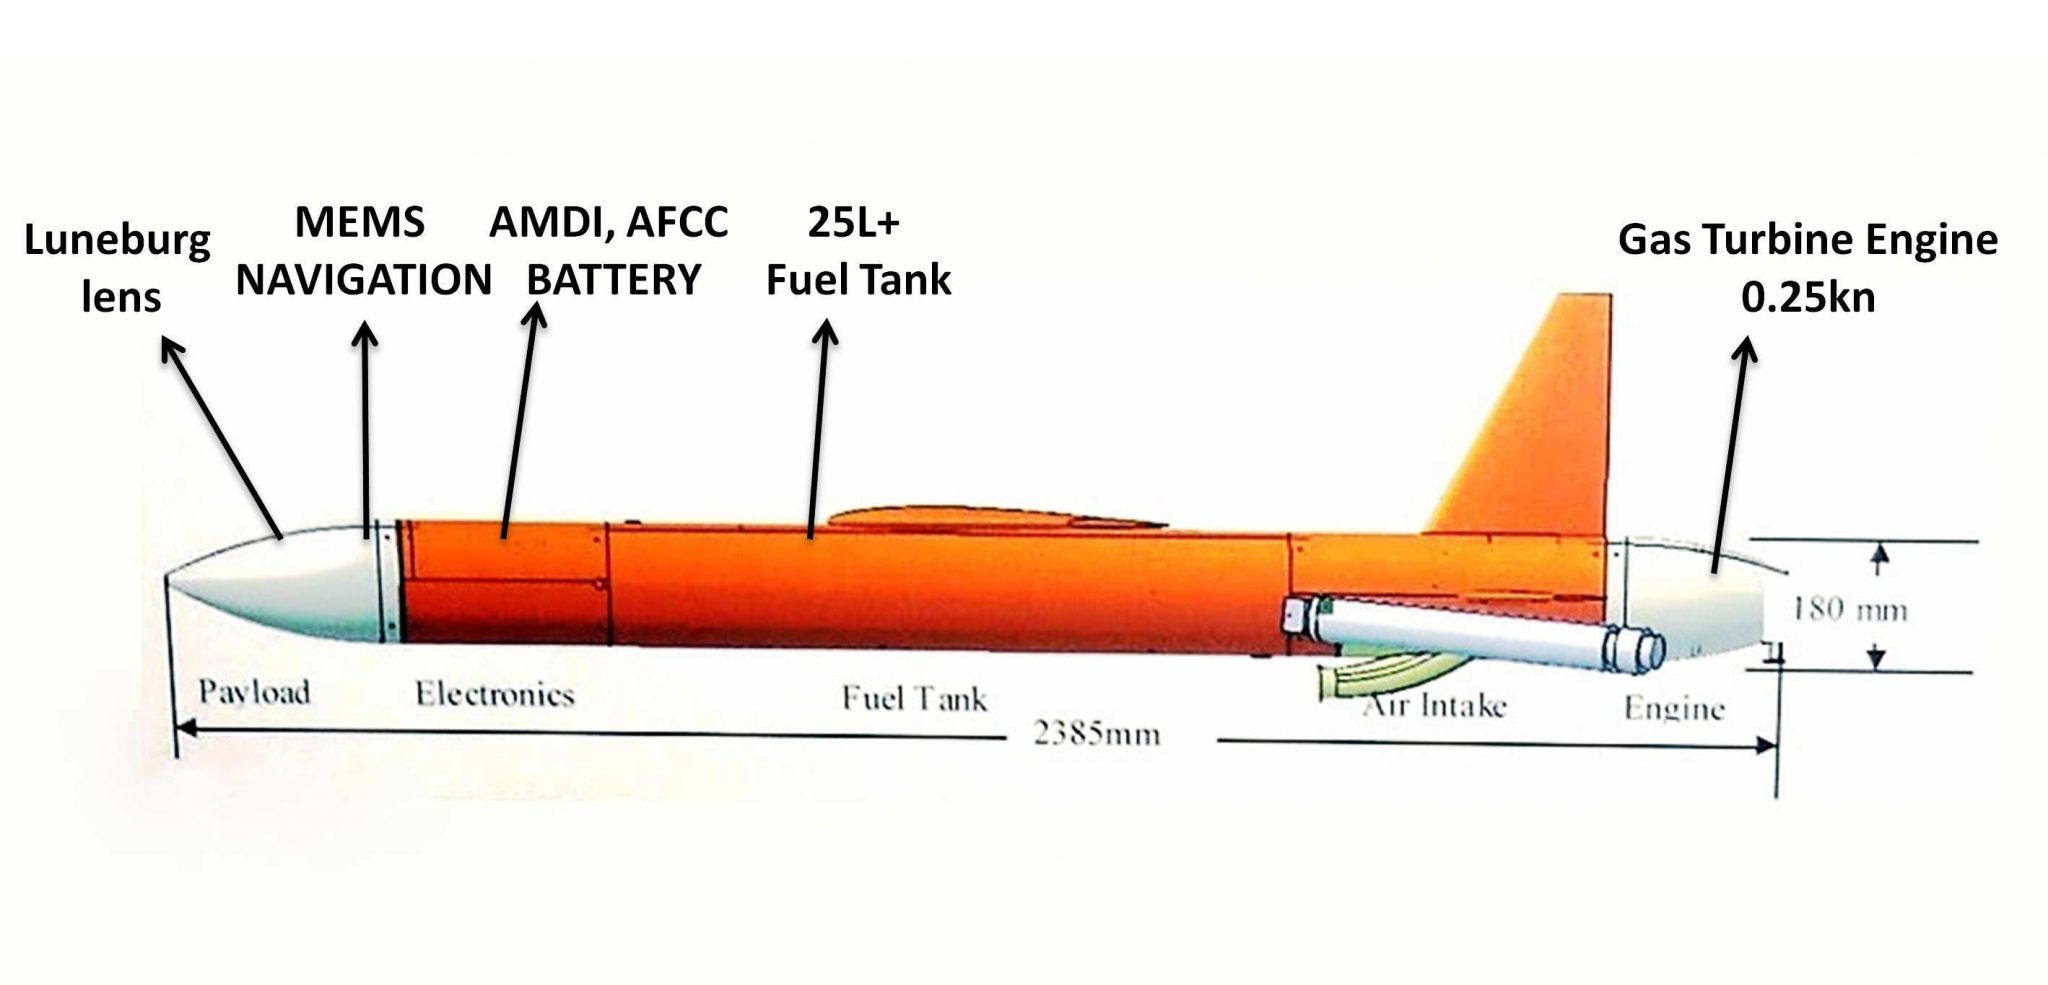 Luneburg
lens
MEMS
NAVIGATION
AMDI, AFCC
BATTERY
25L+
Fuel Tank
Gas Turbine Engine
0.25kn
180 mm
Payload
Electronics
Fuel Tank
Air Intake
Engine
2385mm